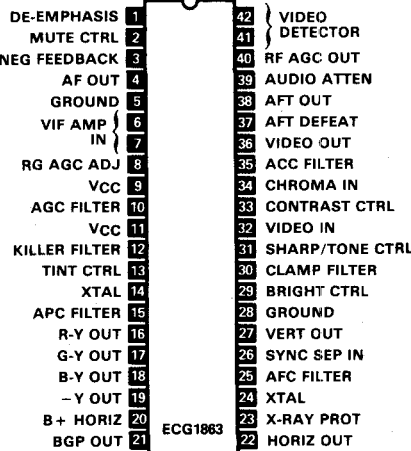 DE-EMPHASIS 1
MUTE CTRL 2
NEG FEEDBACK 3
AF OUT 4
GROUND 5
VIF AMP IN 6
7
RG AGC ADJ 8
VCC 9
AGC FILTER 10
VCC 11
KILLER FILTER 12
TINT CTRL 13
XTAL 14
APC FILTER 15
R-Y OUT 16
G-Y OUT 17
B-Y OUT 18
–Y OUT 19
B+ HORIZ 20
BGP OUT 21
ECG1863
42 VIDEO
41 DETECTOR
40 RF AGC OUT
39 AUDIO ATTEN
38 AFT OUT
37 AFT DEFEAT
36 VIDEO OUT
35 ACC FILTER
34 CHROMA IN
33 CONTRAST CTRL
32 VIDEO IN
31 SHARP/TONE CTRL
30 CLAMP FILTER
29 BRIGHT CTRL
28 GROUND
27 VERT OUT
26 SYNC SEP IN
25 AFC FILTER
24 XTAL
23 X-RAY PROT
22 HORIZ OUT